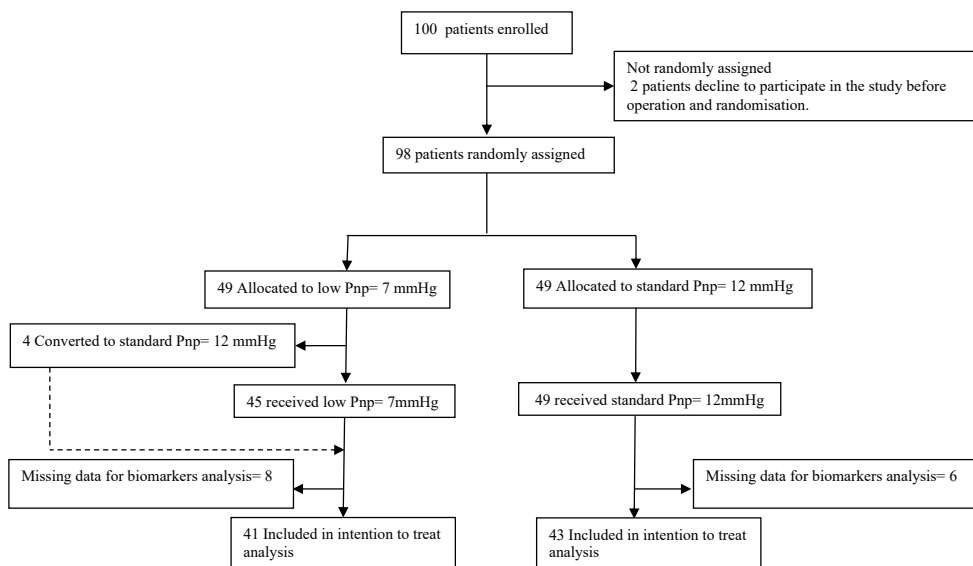 100 patients enrolled
Not randomly assigned
2 patients decline to participate in the study before
operation and randomisation.
98 patients randomly assigned
49 Allocated to low Pnp= 7 mmHg
49 Allocated to standard Pnp= 12 mmHg
4 Converted to standard Pnp= 12 mmHg
45 received low Pnp= 7mmHg
49 received standard Pnp= 12mmHg
Missing data for biomarkers analysis= 8
Missing data for biomarkers analysis= 6
41 Included in intention to treat
analysis
43 Included in intention to treat
analysis